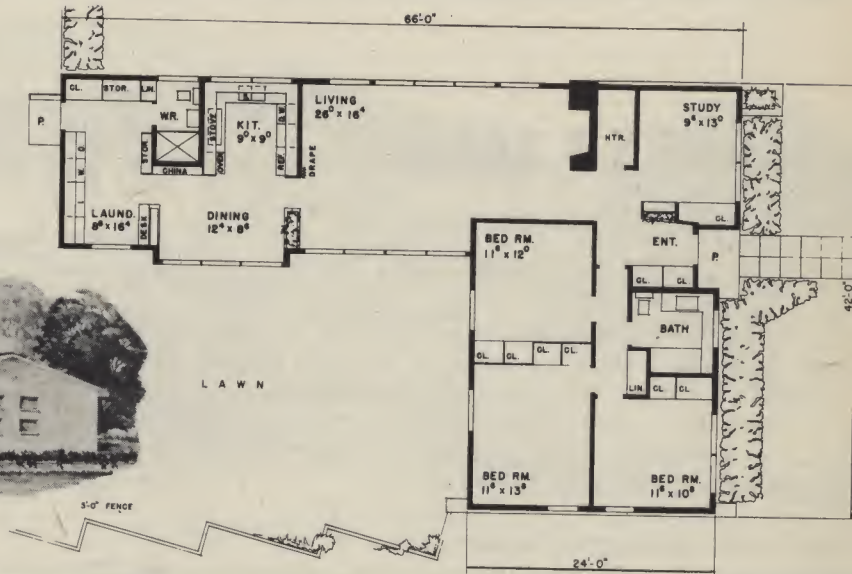 66'-0"
CL. STOR. LIN.
P.
W.R.
STOVE
KIT.
9⁰ x 9⁰
D.W.
REF.
OVEN
LIVING
26⁰ x 16⁴
DRAPE
HTR.
STUDY
9⁶ x 13⁰
CL.
STOR.
CHINA
W. D.
LAUND.
8⁶ x 16⁴
DESK
DINING
12⁴ x 8⁶
BED RM.
11⁶ x 12⁰
ENT.
P.
CL. CL.
42'-0"
BATH
CL. CL. CL. CL.
LIN. CL. CL.
LAWN
BED RM.
11⁶ x 13⁶
BED RM.
11⁶ x 10⁸
5'-0" FENCE
24'-0"